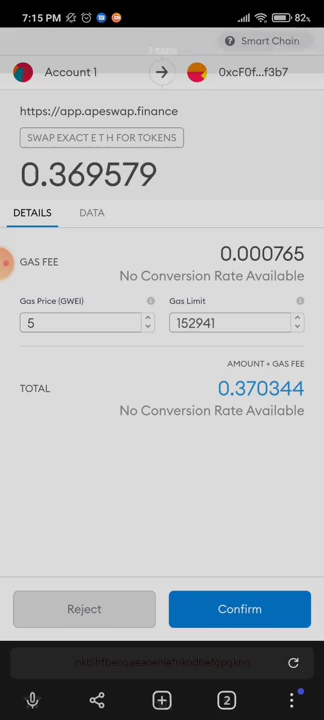 7:15 PM
82%
2 tabs
Smart Chain
Account 1
0xcF0f...f3b7
https://app.apeswap.finance
SWAP EXACT E T H FOR TOKENS
0.369579
DETAILS
DATA
GAS FEE
0.000765
No Conversion Rate Available
Gas Price (GWEI)
Gas Limit
5
152941
AMOUNT + GAS FEE
TOTAL
0.370344
No Conversion Rate Available
Reject
Confirm
2